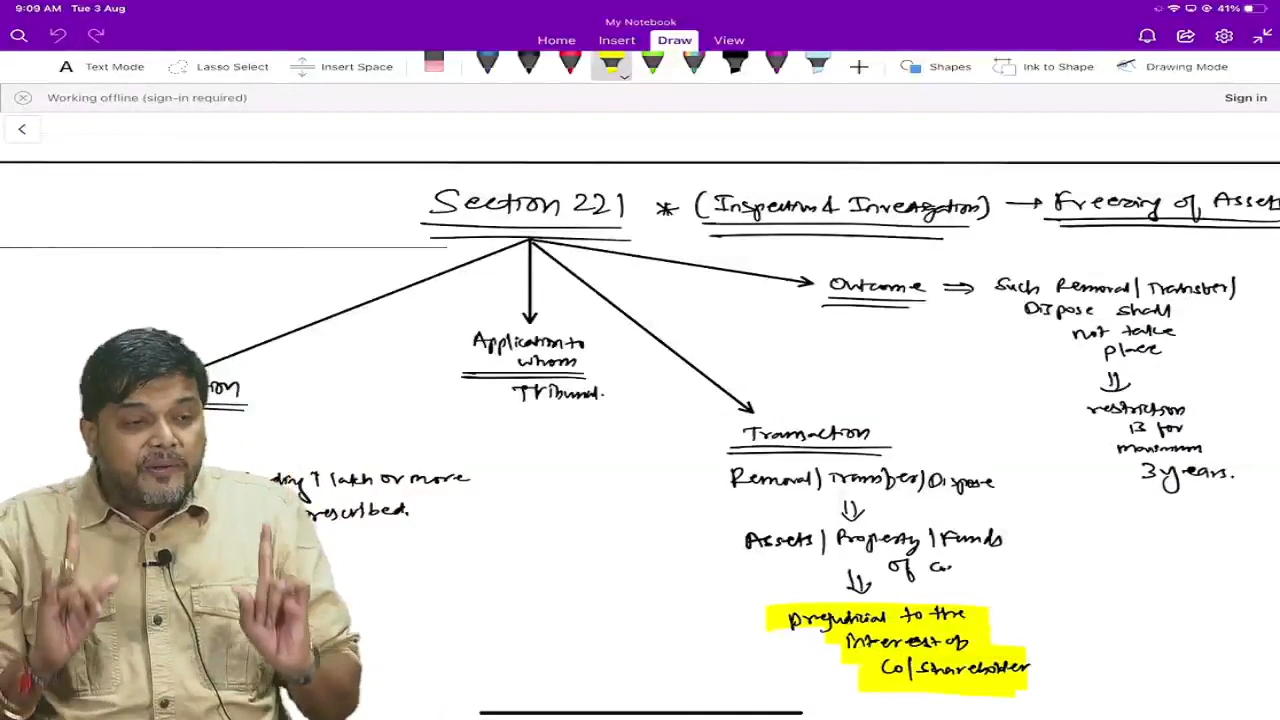 9:09 AM Tue 3 Aug
41%
My Notebook
Home Insert Draw View
Text Mode Lasso Select Insert Space
Shapes Ink to Shape Drawing Mode
Working offline (sign-in required)
Sign in
Section 221 * (Inspection & Investigation) → Freezing of Assets
Outcome ⇒ Such Removal/Transfer/
Dispose shall
not take
place
restriction
is for
maximum
3 years.
Application to
whom
Tribunal.
Transaction
Removal/Transfer/Dispose
Assets/Property/Funds
of Co
prejudicial to the
interest of
Co/Shareholder
1 lakh or more